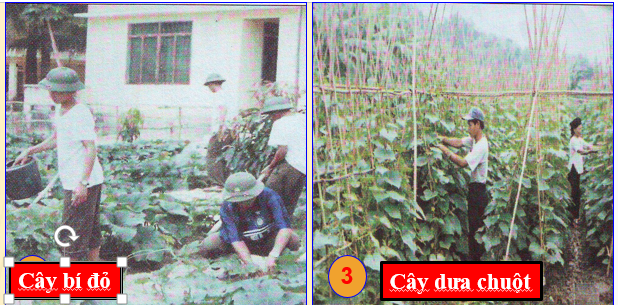 Cây bí đỏ
3
Cây dưa chuột